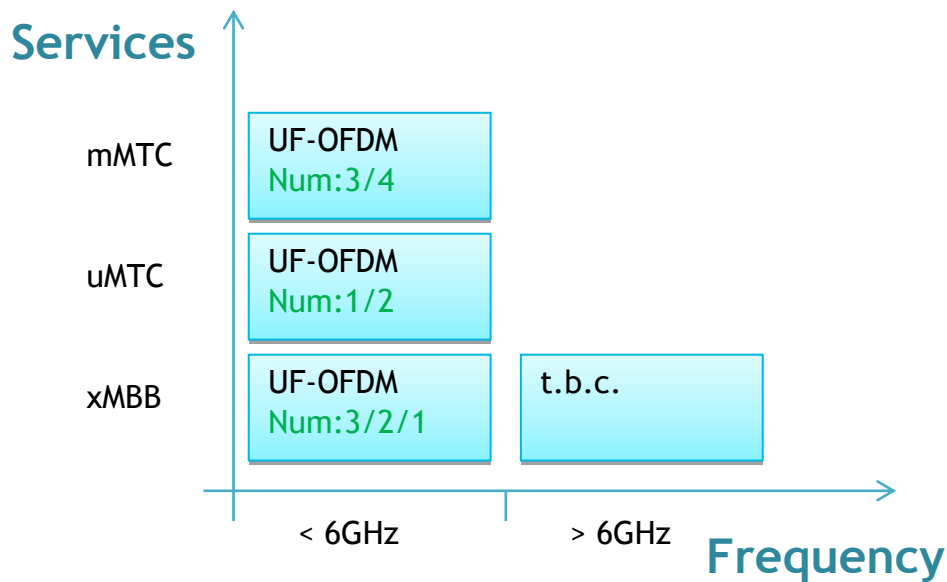 Services
mMTC
UF-OFDM
Num:3/4
uMTC
UF-OFDM
Num:1/2
xMBB
UF-OFDM
Num:3/2/1
t.b.c.
< 6GHz
> 6GHz
Frequency